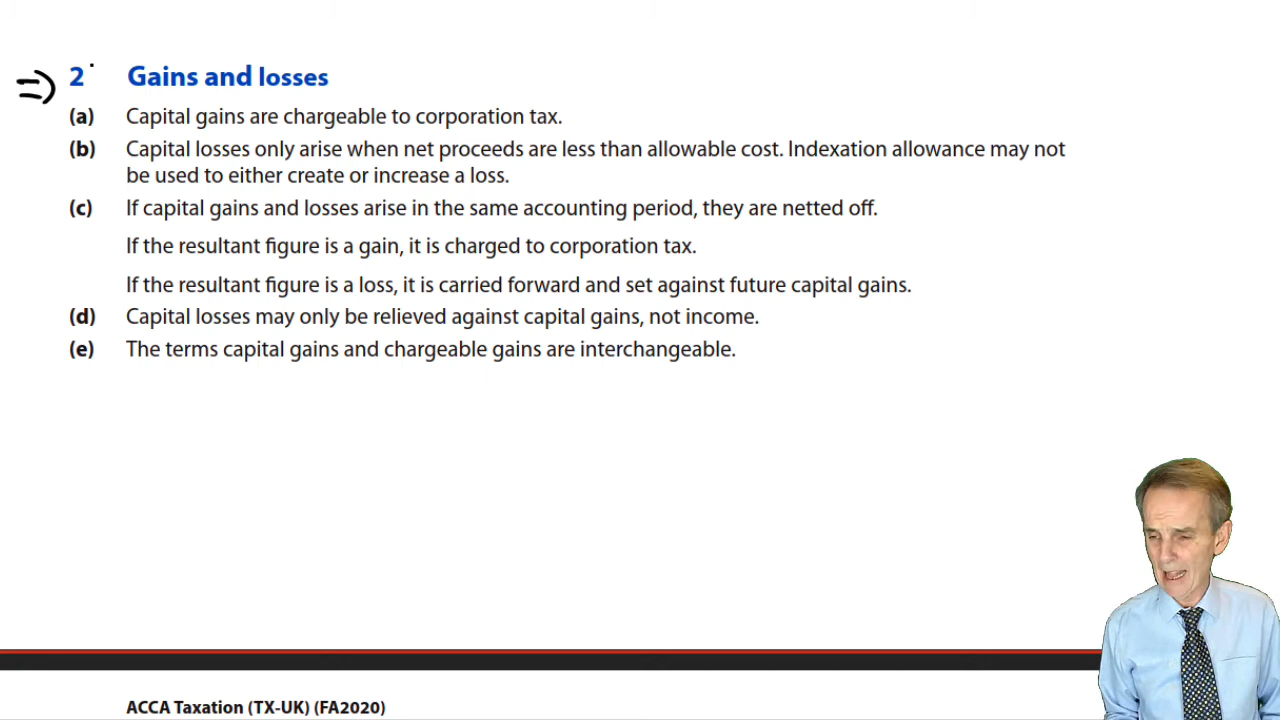 2 Gains and losses
(a) Capital gains are chargeable to corporation tax.
(b) Capital losses only arise when net proceeds are less than allowable cost. Indexation allowance may not
be used to either create or increase a loss.
(c) If capital gains and losses arise in the same accounting period, they are netted off.
If the resultant figure is a gain, it is charged to corporation tax.
If the resultant figure is a loss, it is carried forward and set against future capital gains.
(d) Capital losses may only be relieved against capital gains, not income.
(e) The terms capital gains and chargeable gains are interchangeable.
ACCA Taxation (TX-UK) (FA2020)